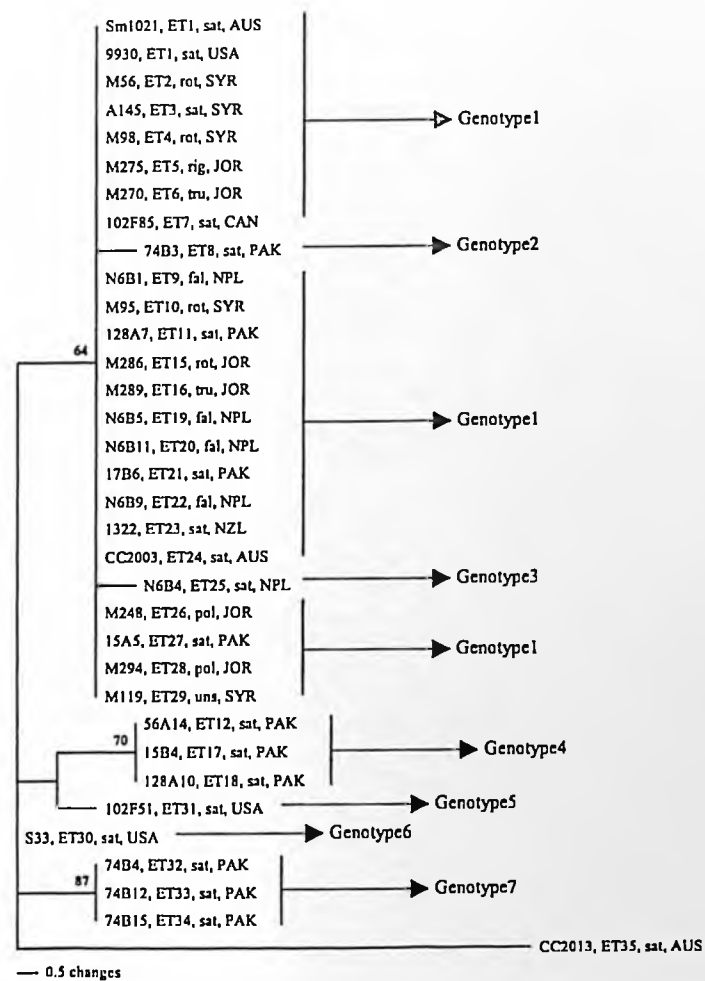 Sm1021, ET1, sat, AUS
9930, ET1, sat, USA
M56, ET2, rot, SYR
A145, ET3, sat, SYR
M98, ET4, rot, SYR
Genotype1
M275, ET5, rig, JOR
M270, ET6, tru, JOR
102F85, ET7, sat, CAN
74B3, ET8, sat, PAK
Genotype2
N6B1, ET9, fal, NPL
M95, ET10, rot, SYR
128A7, ET11, sat, PAK
64
M286, ET15, rot, JOR
M289, ET16, tru, JOR
N6B5, ET19, fal, NPL
Genotype1
N6B11, ET20, fal, NPL
17B6, ET21, sat, PAK
N6B9, ET22, fal, NPL
1322, ET23, sat, NZL
CC2003, ET24, sat, AUS
N6B4, ET25, sat, NPL
Genotype3
M248, ET26, pol, JOR
15A5, ET27, sat, PAK
Genotype1
M294, ET28, pol, JOR
M119, ET29, uns, SYR
56A14, ET12, sat, PAK
70
15B4, ET17, sat, PAK
Genotype4
128A10, ET18, sat, PAK
102F51, ET31, sat, USA
Genotype5
S33, ET30, sat, USA
Genotype6
74B4, ET32, sat, PAK
87
74B12, ET33, sat, PAK
Genotype7
74B15, ET34, sat, PAK
CC2013, ET35, sat, AUS
0.5 changes